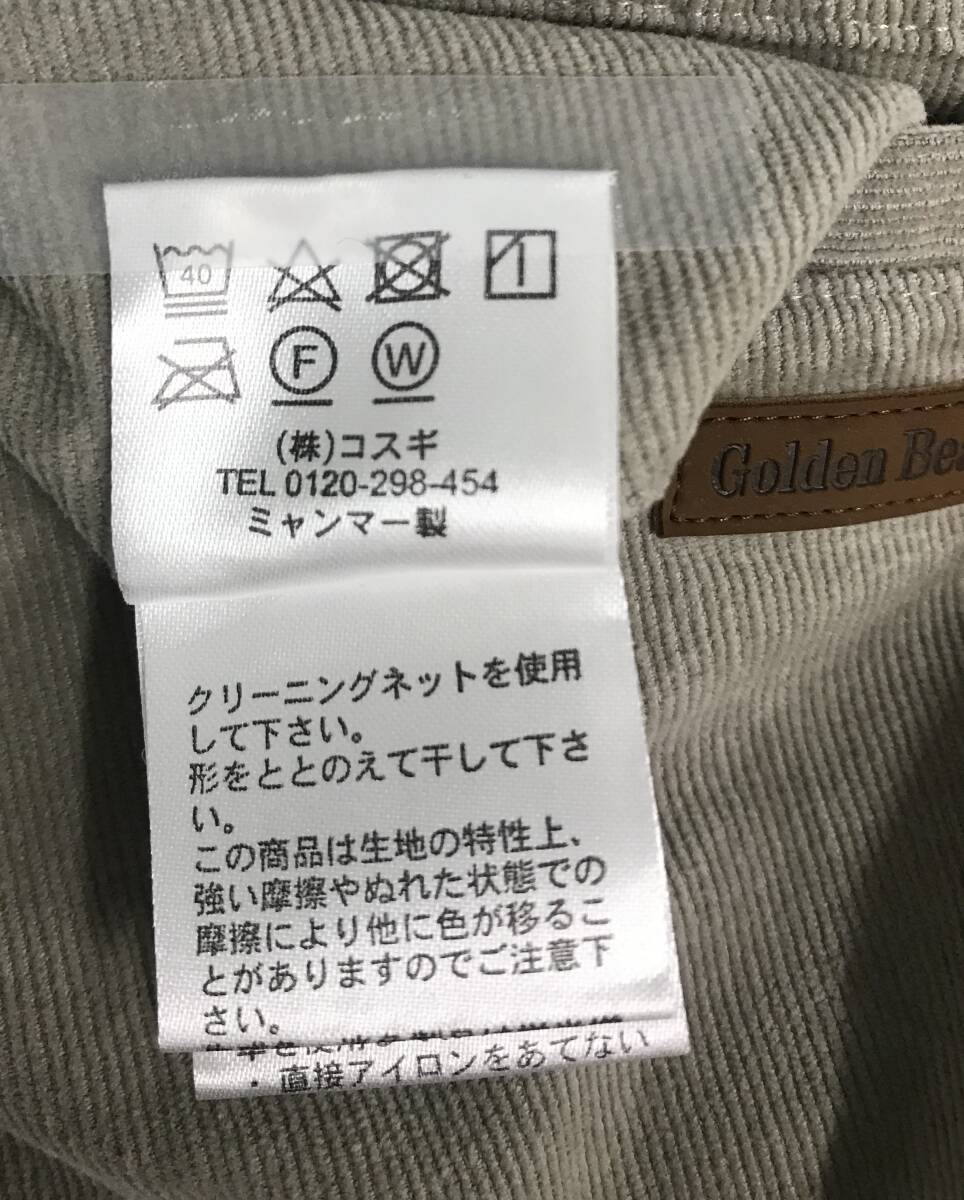 40
F W
(株)コスギ
TEL 0120-298-454
ミャンマー製
Golden Bea
クリーニングネットを使用
して下さい。
形をととのえて干して下さ
い。
この商品は生地の特性上、
強い摩擦やぬれた状態での
摩擦により他に色が移るこ
とがありますのでご注意下
さい。
・直接アイロンをあてない